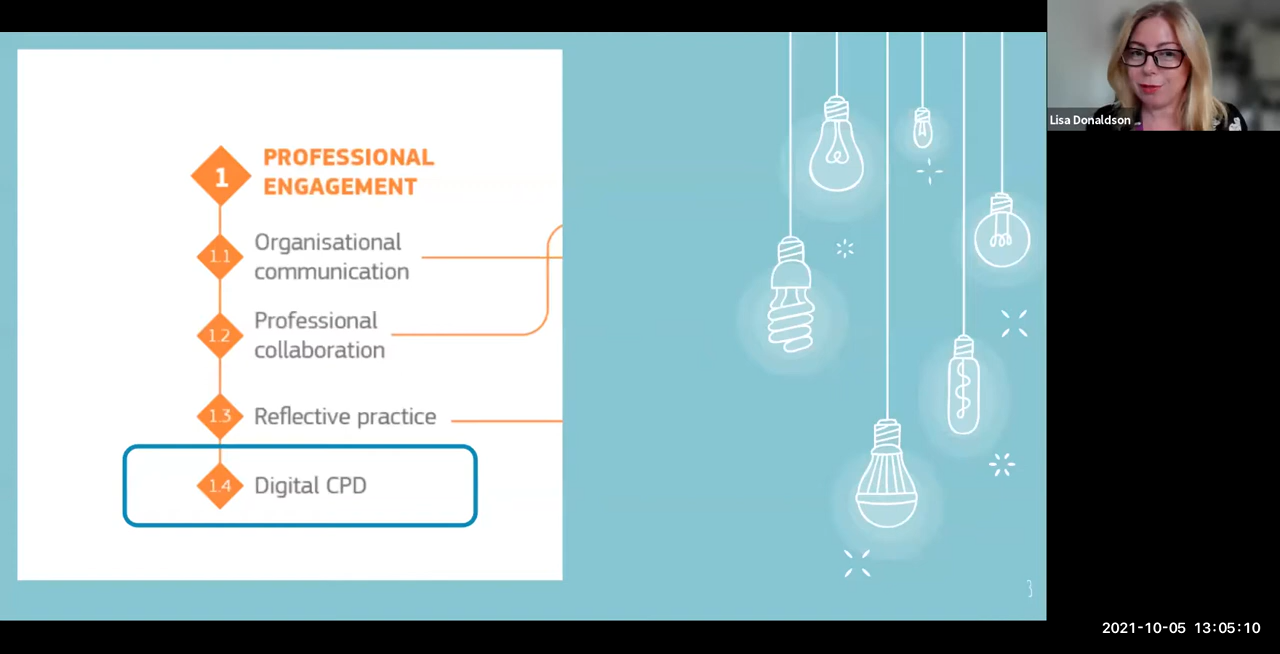 1 PROFESSIONAL
ENGAGEMENT
1.1 Organisational
communication
1.2 Professional
collaboration
1.3 Reflective practice
1.4 Digital CPD
3
Lisa Donaldson
2021-10-05 13:05:10